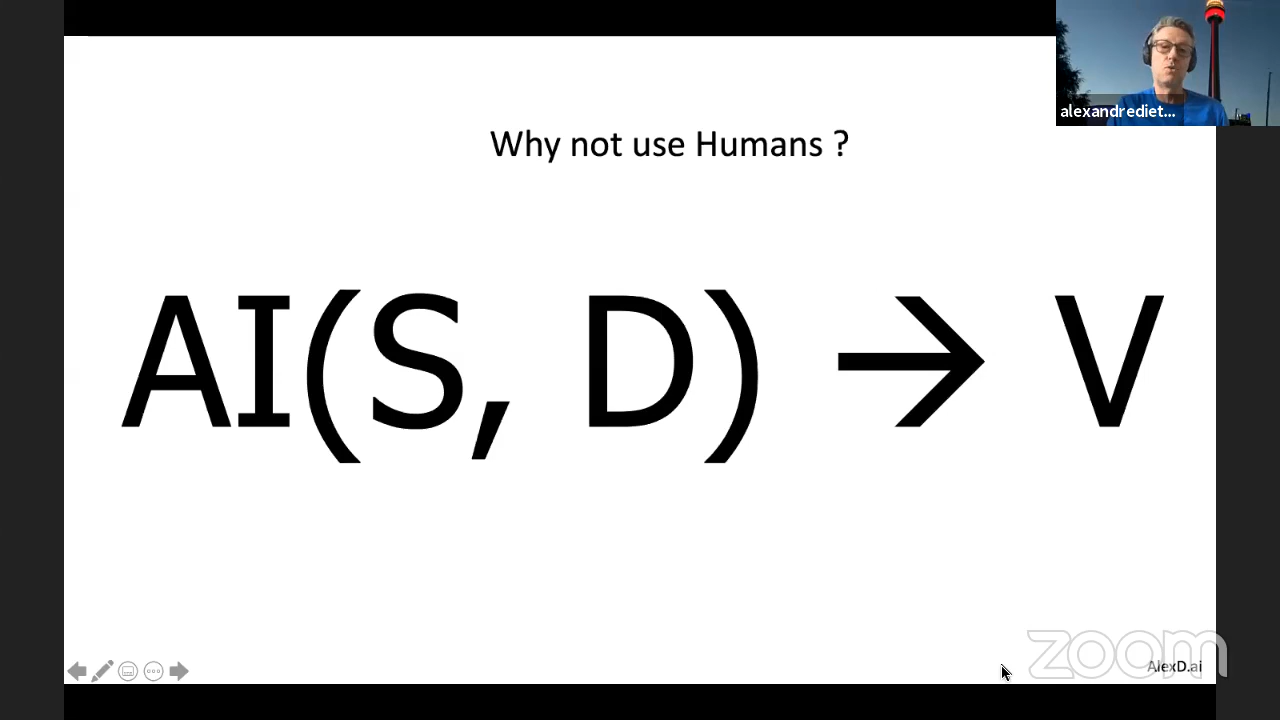 alexandrediet...
Why not use Humans ?
AI(S, D) → V
zoom
AlexD.ai